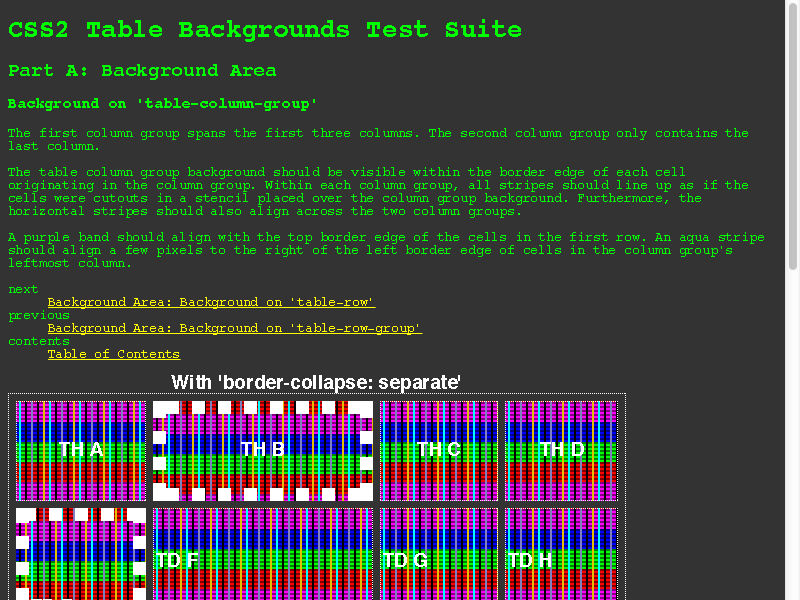 CSS2 Table Backgrounds Test Suite
Part A: Background Area
Background on 'table-column-group'
The first column group spans the first three columns. The second column group only contains the
last column.
The table column group background should be visible within the border edge of each cell
originating in the column group. Within each column group, all stripes should line up as if the
cells were cutouts in a stencil placed over the column group background. Furthermore, the
horizontal stripes should also align across the two column groups.
A purple band should align with the top border edge of the cells in the first row. An aqua stripe
should align a few pixels to the right of the left border edge of cells in the column group's
leftmost column.
next
Background Area: Background on 'table-row'
previous
Background Area: Background on 'table-row-group'
contents
Table of Contents
With 'border-collapse: separate'
TH A TH B TH C TH D
TD F TD G TD H